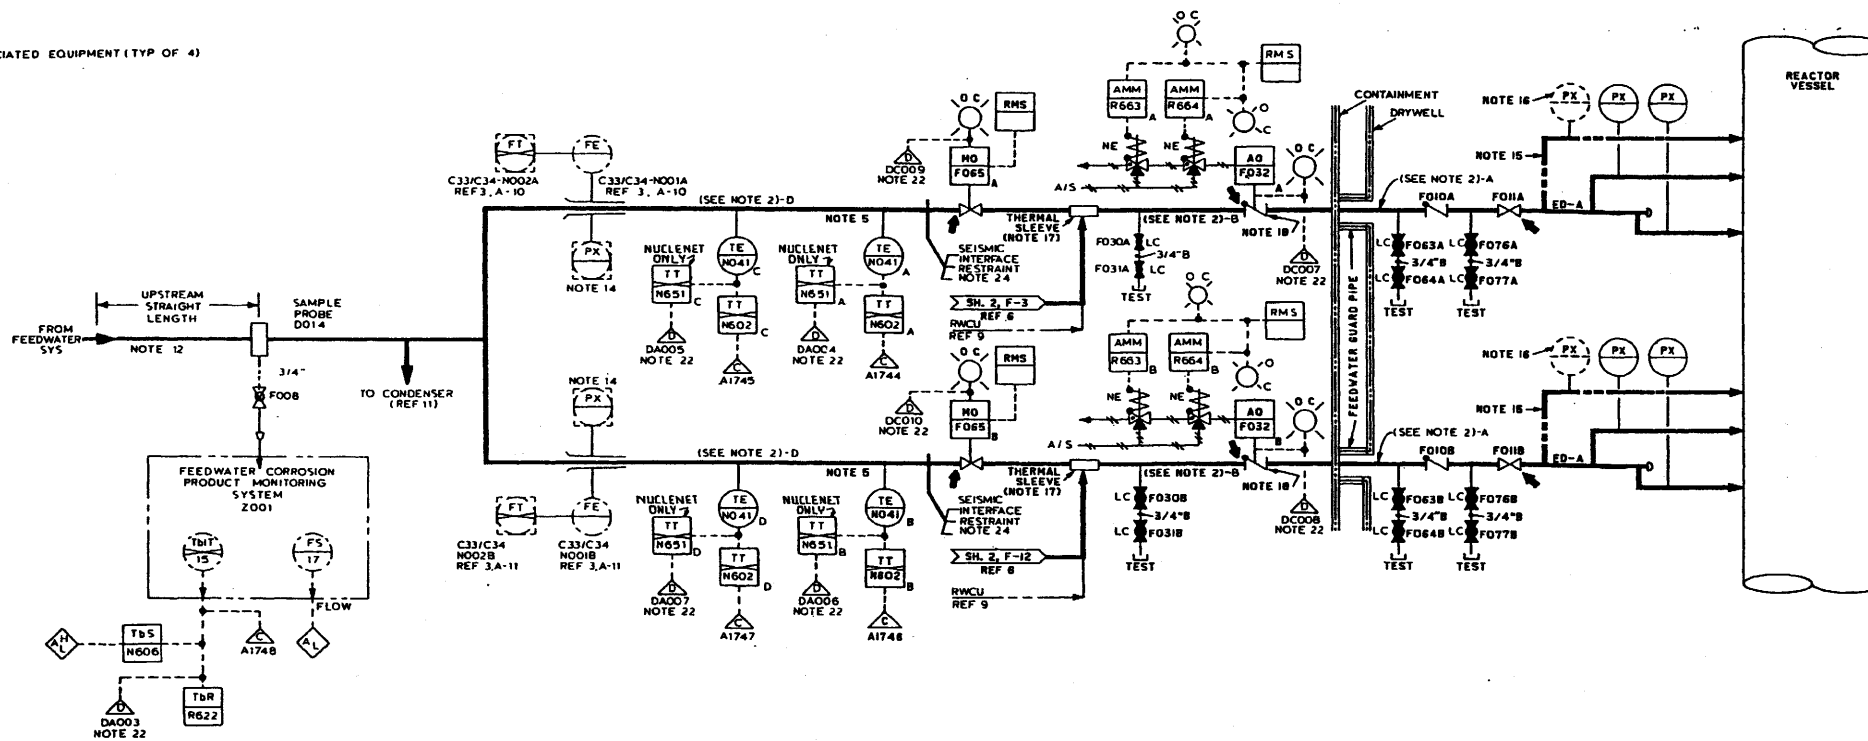 CIATED EQUIPMENT (TYP OF 4)
O C
RMS
AMM
R663
A
AMM
R664
A
O
C
NE
NE
A/S
AO
F032
A
O C
CONTAINMENT
DRYWELL
NOTE 16
PX
PX
PX
REACTOR
VESSEL
NOTE 15
FT
FE
C33/C34-N002A
REF 3, A-10
C33/C34-N001A
REF 3, A-10
PX
NOTE 14
(SEE NOTE 2)-D
NOTE 5
O C
RMS
D
DC009
NOTE 22
MO
F065
A
THERMAL
SLEEVE
(NOTE 17)
(SEE NOTE 2)-B
NOTE 18
D
DC007
NOTE 22
(SEE NOTE 2)-A
F010A
F011A
ED-A
NUCLENET
ONLY
TT
N651
C
TE
N041
C
TT
N602
C
D
DA005
NOTE 22
C
A1745
NUCLENET
ONLY
TT
N651
A
TE
N041
A
TT
N602
A
D
DA004
NOTE 22
C
A1744
SEISMIC
INTERFACE
RESTRAINT
NOTE 24
SH. 2, F-3
REF 6
RWCU
REF 9
F030A
LC
3/4"B
F031A
LC
TEST
LC
F063A
3/4"B
LC
F064A
TEST
LC
F076A
3/4"B
LC
F077A
TEST
FEEDWATER GUARD PIPE
UPSTREAM
STRAIGHT
LENGTH
SAMPLE
PROBE
D014
FROM
FEEDWATER
SYS
NOTE 12
3/4"
F008
TO CONDENSER
(REF 11)
FEEDWATER CORROSION
PRODUCT MONITORING
SYSTEM
Z001
TbIT
15
FS
17
FLOW
H
A
L
TbS
N606
C
A1748
A
L
D
DA003
NOTE 22
TbR
R622
NOTE 14
PX
FT
FE
C33/C34
N002B
REF 3, A-11
C33/C34
N001B
REF 3, A-11
(SEE NOTE 2)-D
NOTE 5
O C
RMS
D
DC010
NOTE 22
MO
F065
B
O C
RMS
AMM
R663
B
AMM
R664
B
O
C
NE
NE
A/S
AO
F032
B
O C
THERMAL
SLEEVE
(NOTE 17)
(SEE NOTE 2)-B
NOTE 18
D
DC008
NOTE 22
NOTE 16
PX
PX
PX
NOTE 15
(SEE NOTE 2)-A
F010B
F011B
ED-A
NUCLENET
ONLY
TT
N651
D
TE
N041
D
TT
N602
D
D
DA007
NOTE 22
C
A1747
NUCLENET
ONLY
TT
N651
B
TE
N041
B
TT
N602
B
D
DA006
NOTE 22
C
A1746
SEISMIC
INTERFACE
RESTRAINT
NOTE 24
SH. 2, F-12
REF 6
RWCU
REF 9
LC
F030B
3/4"B
LC
F031B
TEST
LC
F063B
3/4"B
LC
F064B
TEST
LC
F076B
3/4"B
LC
F077B
TEST